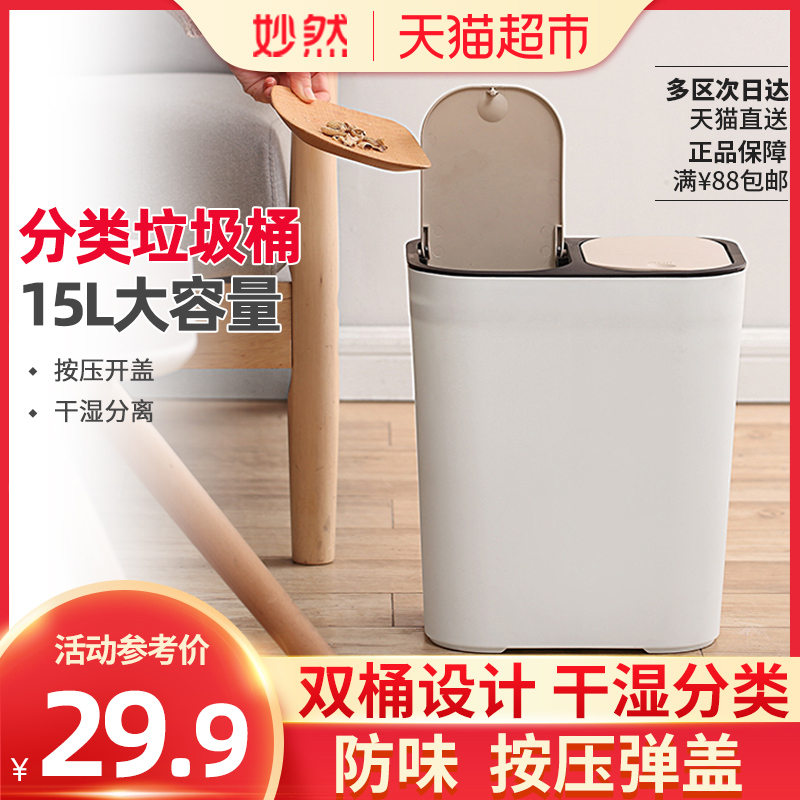 妙然 天猫超市
多区次日达
天猫直送
正品保障
满¥88包邮
分类垃圾桶
15L大容量
按压开盖
干湿分离
活动参考价
¥29.9
双桶设计 干湿分类
防味 按压弹盖